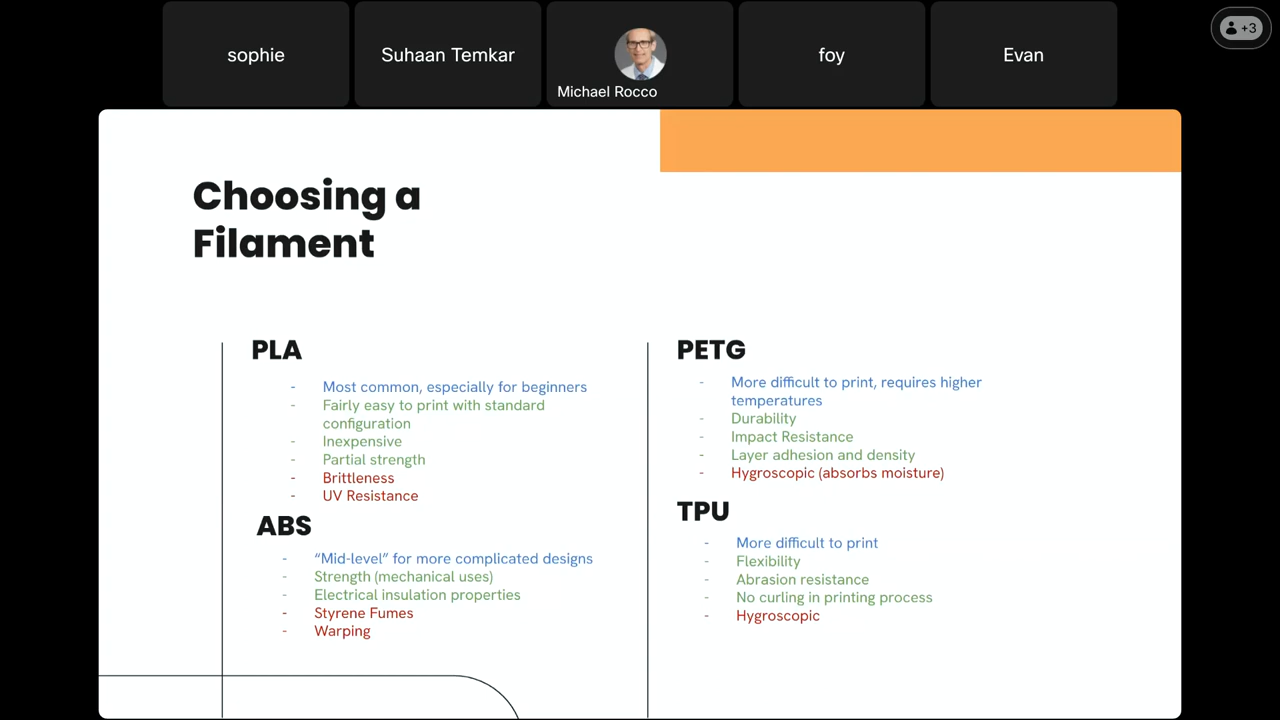 sophie
Suhaan Temkar
Michael Rocco
foy
Evan
+3
Choosing a
Filament
PLA
- Most common, especially for beginners
- Fairly easy to print with standard
configuration
- Inexpensive
- Partial strength
- Brittleness
- UV Resistance
ABS
- “Mid-level” for more complicated designs
- Strength (mechanical uses)
- Electrical insulation properties
- Styrene Fumes
- Warping
PETG
- More difficult to print, requires higher
temperatures
- Durability
- Impact Resistance
- Layer adhesion and density
- Hygroscopic (absorbs moisture)
TPU
- More difficult to print
- Flexibility
- Abrasion resistance
- No curling in printing process
- Hygroscopic